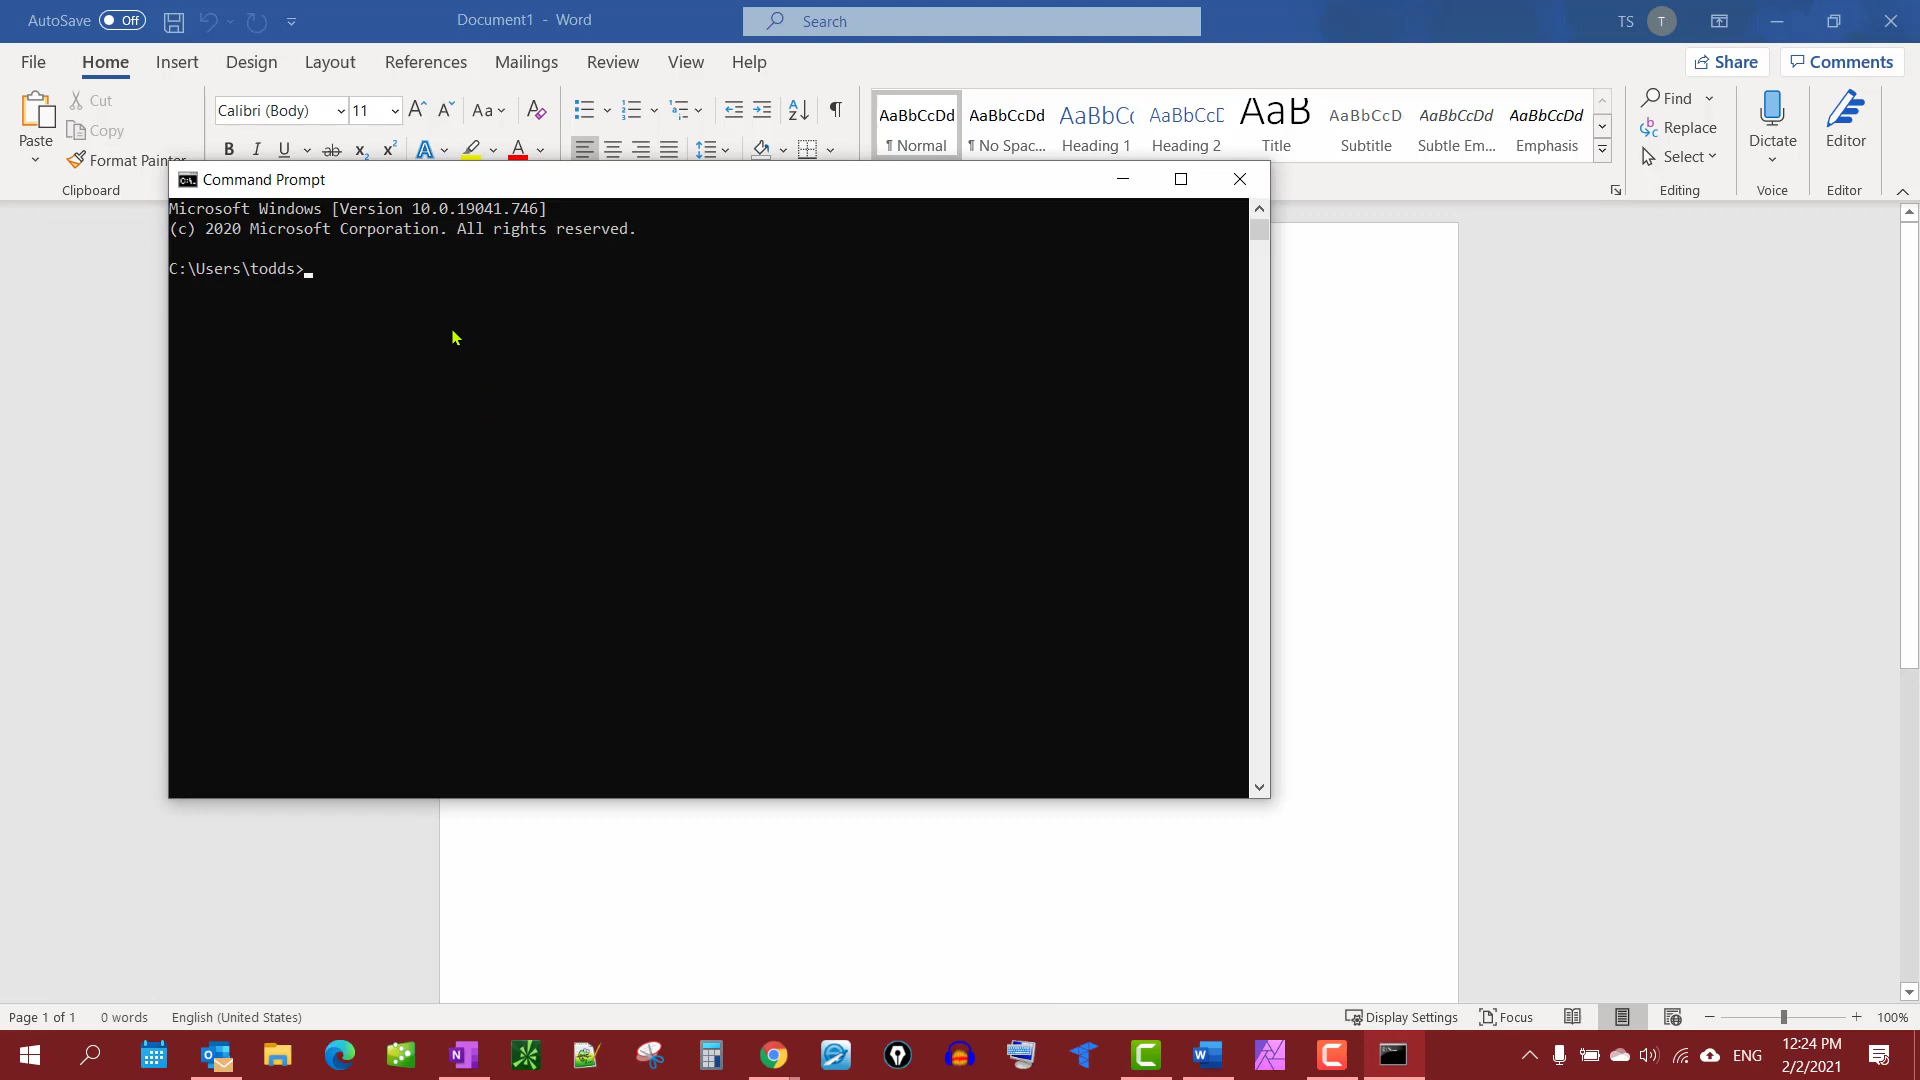 AutoSave Off
Document1 - Word
Search
TS T
File Home Insert Design Layout References Mailings Review View Help
Share Comments
Paste
Cut
Copy
Format Painter
Clipboard
Calibri (Body) 11
AaBbCcDd AaBbCcDd AaBbCc AaBbCcD AaB AaBbCcD AaBbCcDd AaBbCcDd
¶ Normal ¶ No Spac... Heading 1 Heading 2 Title Subtitle Subtle Em... Emphasis
Find
Replace
Select
Editing
Dictate
Voice
Editor
Editor
Command Prompt
Microsoft Windows [Version 10.0.19041.746]
(c) 2020 Microsoft Corporation. All rights reserved.
C:\Users\todds>
Page 1 of 1 0 words English (United States)
Display Settings Focus 100%
ENG
12:24 PM
2/2/2021